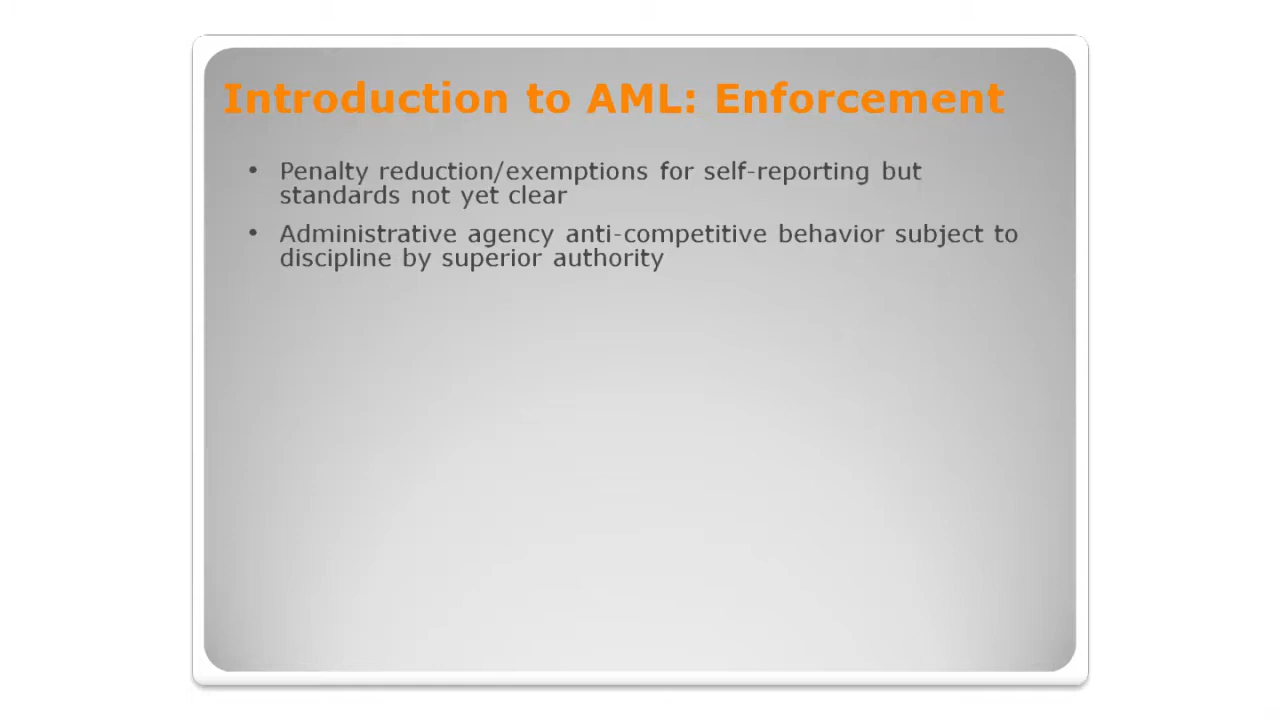 Introduction to AML: Enforcement
• Penalty reduction/exemptions for self-reporting but
standards not yet clear
• Administrative agency anti-competitive behavior subject to
discipline by superior authority